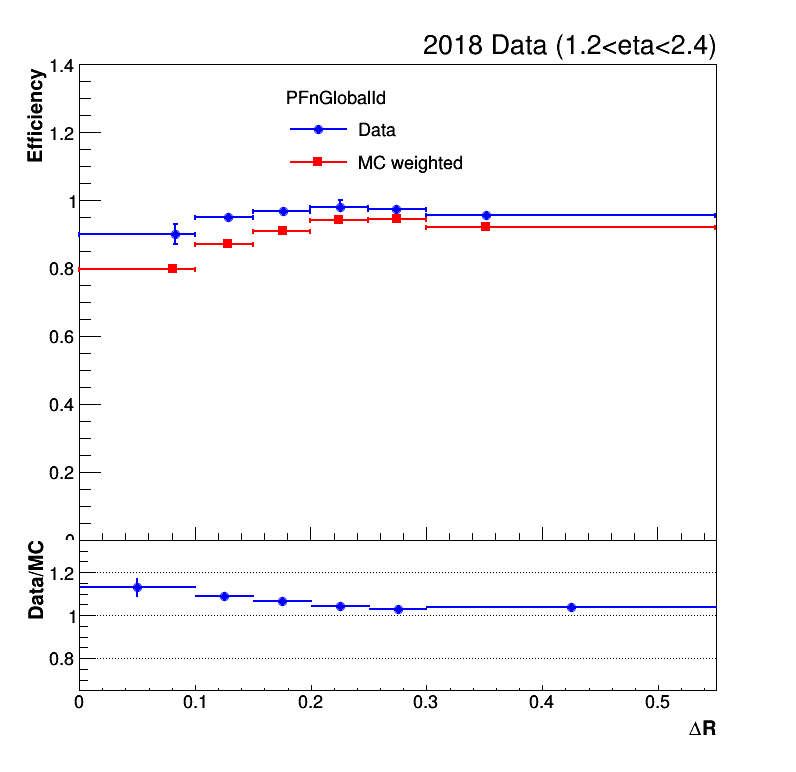 2018 Data (1.2<eta<2.4)
1.4
Efficiency
PFnGlobalId
1.2
Data
MC weighted
1
0.8
0.6
0.4
0.2
0
Data/MC
1.2
1
0.8
0 0.1 0.2 0.3 0.4 0.5
ΔR